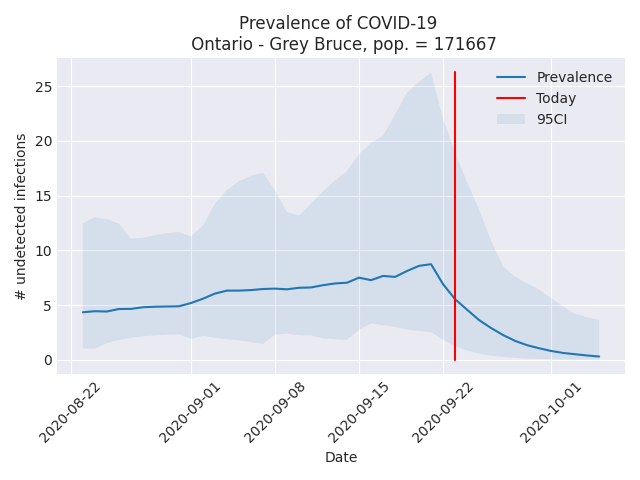 Prevalence of COVID-19
Ontario - Grey Bruce, pop. = 171667
Prevalence
Today
95CI
# undetected infections
25
20
15
10
5
0
2020-08-22
2020-09-01
2020-09-08
2020-09-15
2020-09-22
2020-10-01
Date